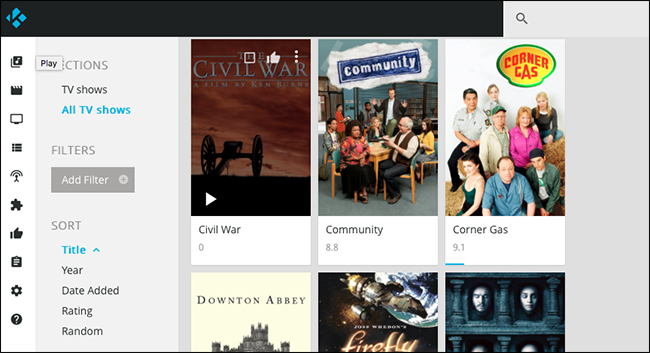 Play
SECTIONS
TV shows
All TV shows
FILTERS
Add Filter
SORT
Title
Year
Date Added
Rating
Random
THE
CIVIL WAR
A FILM BY KEN BURNS
Civil War
0
community
Community
8.8
CORNER
GAS
Corner Gas
9.1
DOWNTON ABBEY
JOSS WHEDON'S
firefly